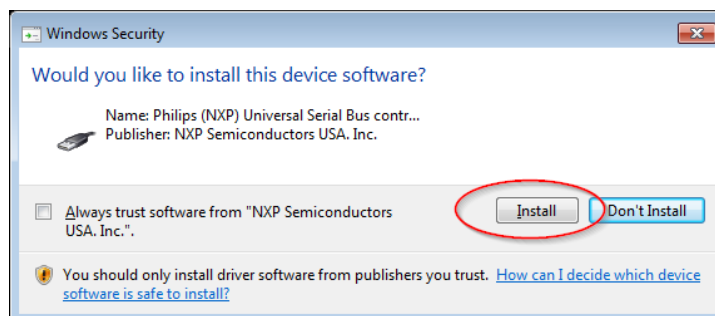 Windows Security
Would you like to install this device software?
Name: Philips (NXP) Universal Serial Bus contr...
Publisher: NXP Semiconductors USA. Inc.
Always trust software from "NXP Semiconductors
USA. Inc.".
Install
Don't Install
You should only install driver software from publishers you trust. How can I decide which device
software is safe to install?